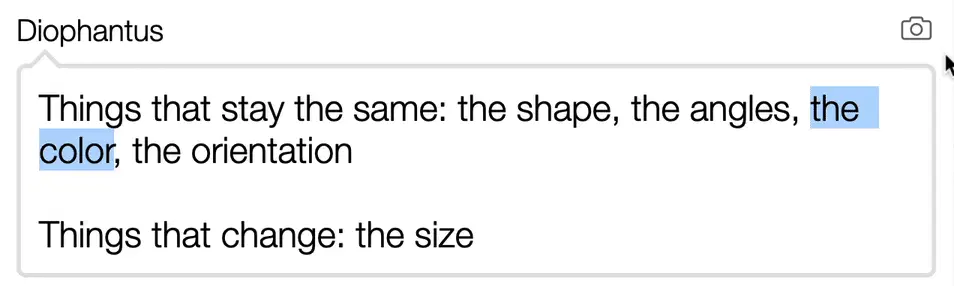 Diophantus
Things that stay the same: the shape, the angles, the
color, the orientation
Things that change: the size